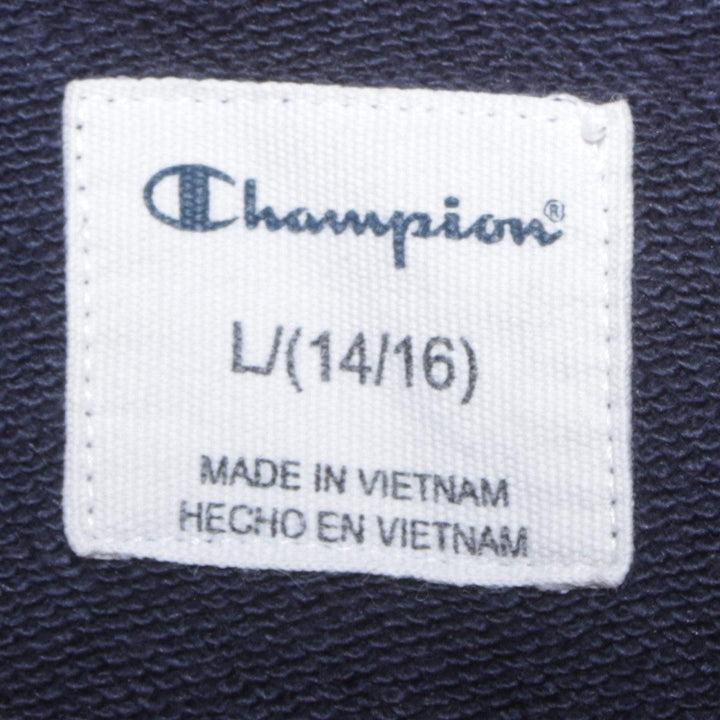 Champion®
L/(14/16)
MADE IN VIETNAM
HECHO EN VIETNAM